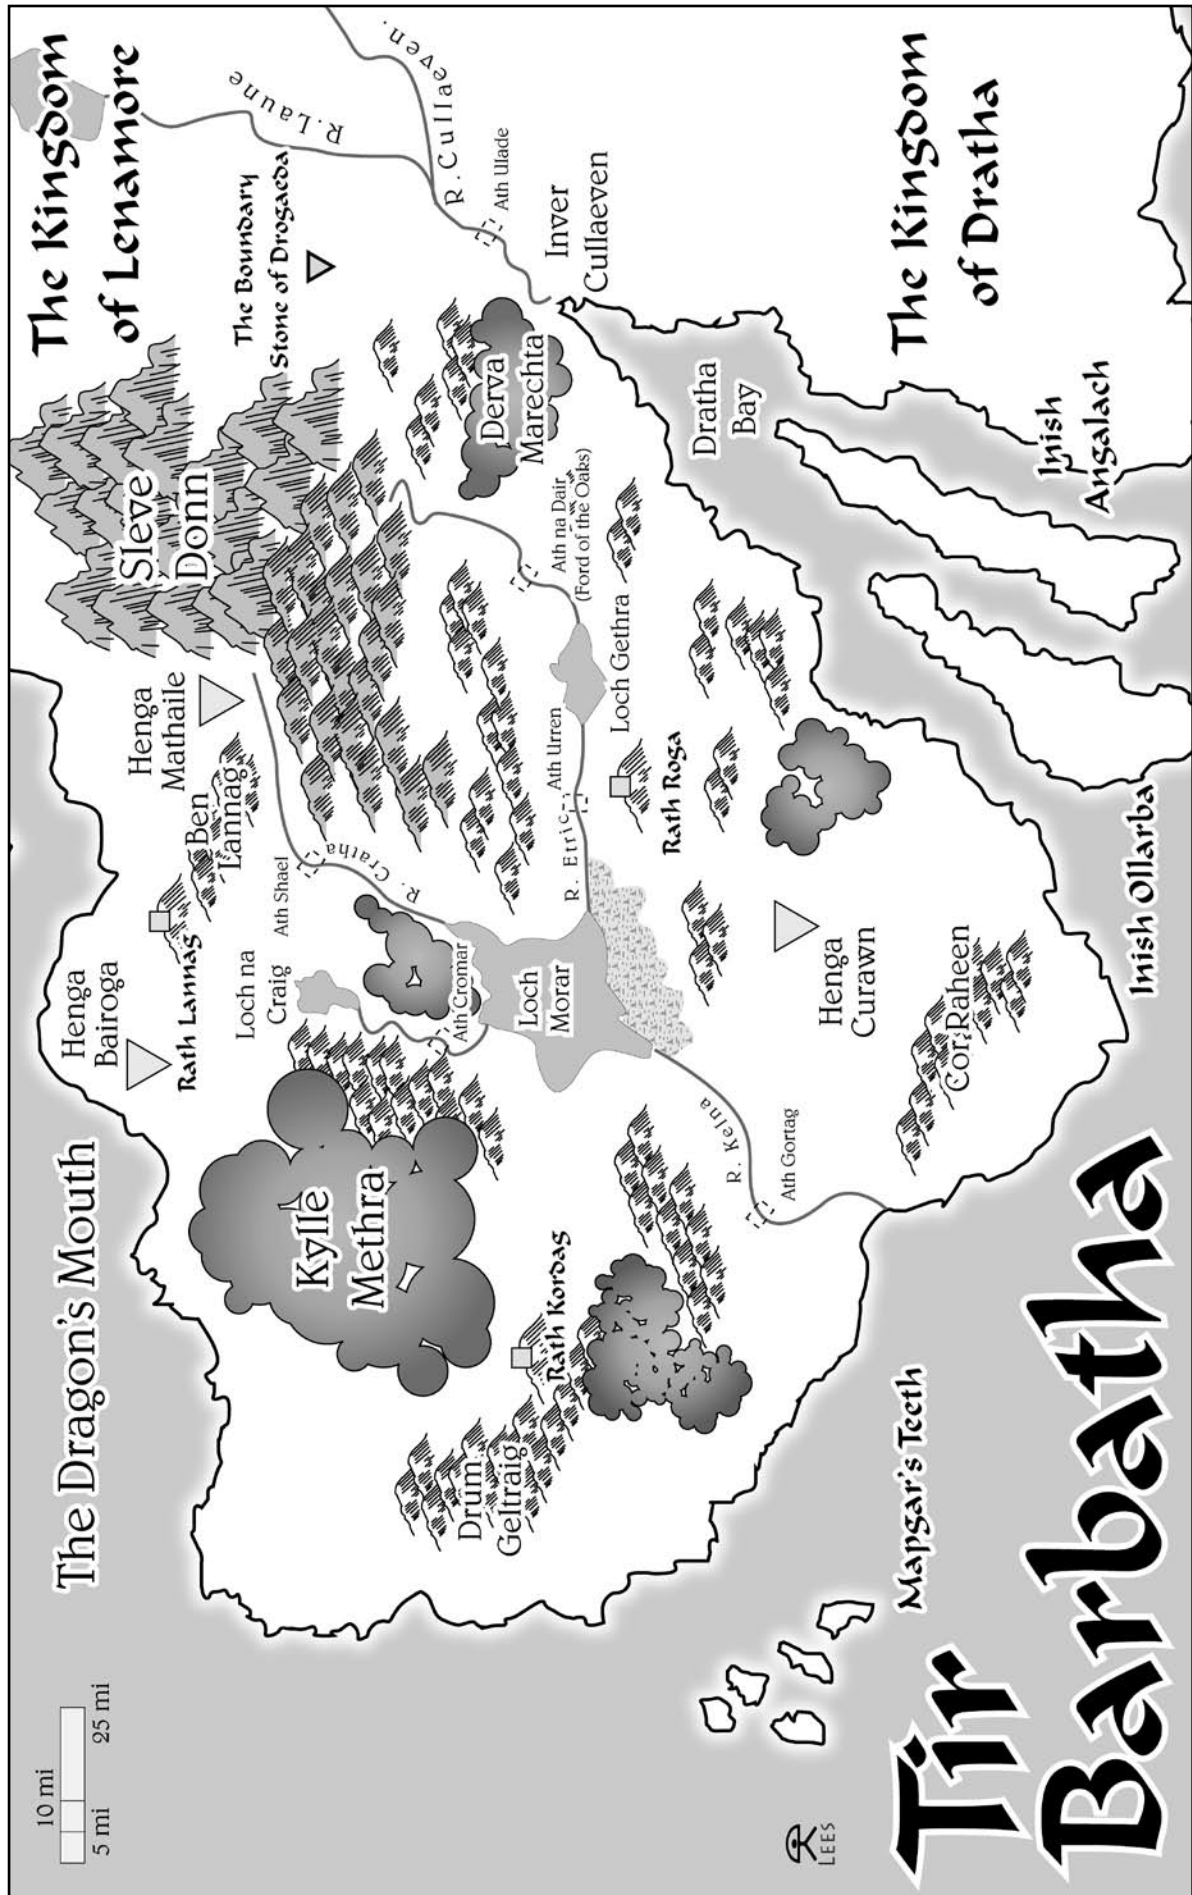 The Kingdom
of Lenamore
R. Laune
R. Cullaeven.
Ath Ulade
Inver
Cullaeven
The Boundary
Stone of Drogaeda
The Kingdom
of Dratha
Sleve
Donn
Derva
Marechta
Dratha
Bay
Inish
Angalach
Ath na Dair
(Ford of the Oaks)
Henga
Mathaile
Ben
Lannag
Loch Gethra
Ath Urren
R. Etric
Rath Roga
Ath Shael
R. Cratha
Rath Lannag
Henga
Bairoga
Loch na
Craig
Ath Cromar
Loch
Morar
Henga
Curawn
Cor Raheen
Inish Ollarba
The Dragon's Mouth
Kylle
Methra
R. Kelna
Ath Gortag
Rath Kordag
Drum
Geltraig
Mapgar's Teeth
10 mi
5 mi
25 mi
LEES
Tir
Barbatha